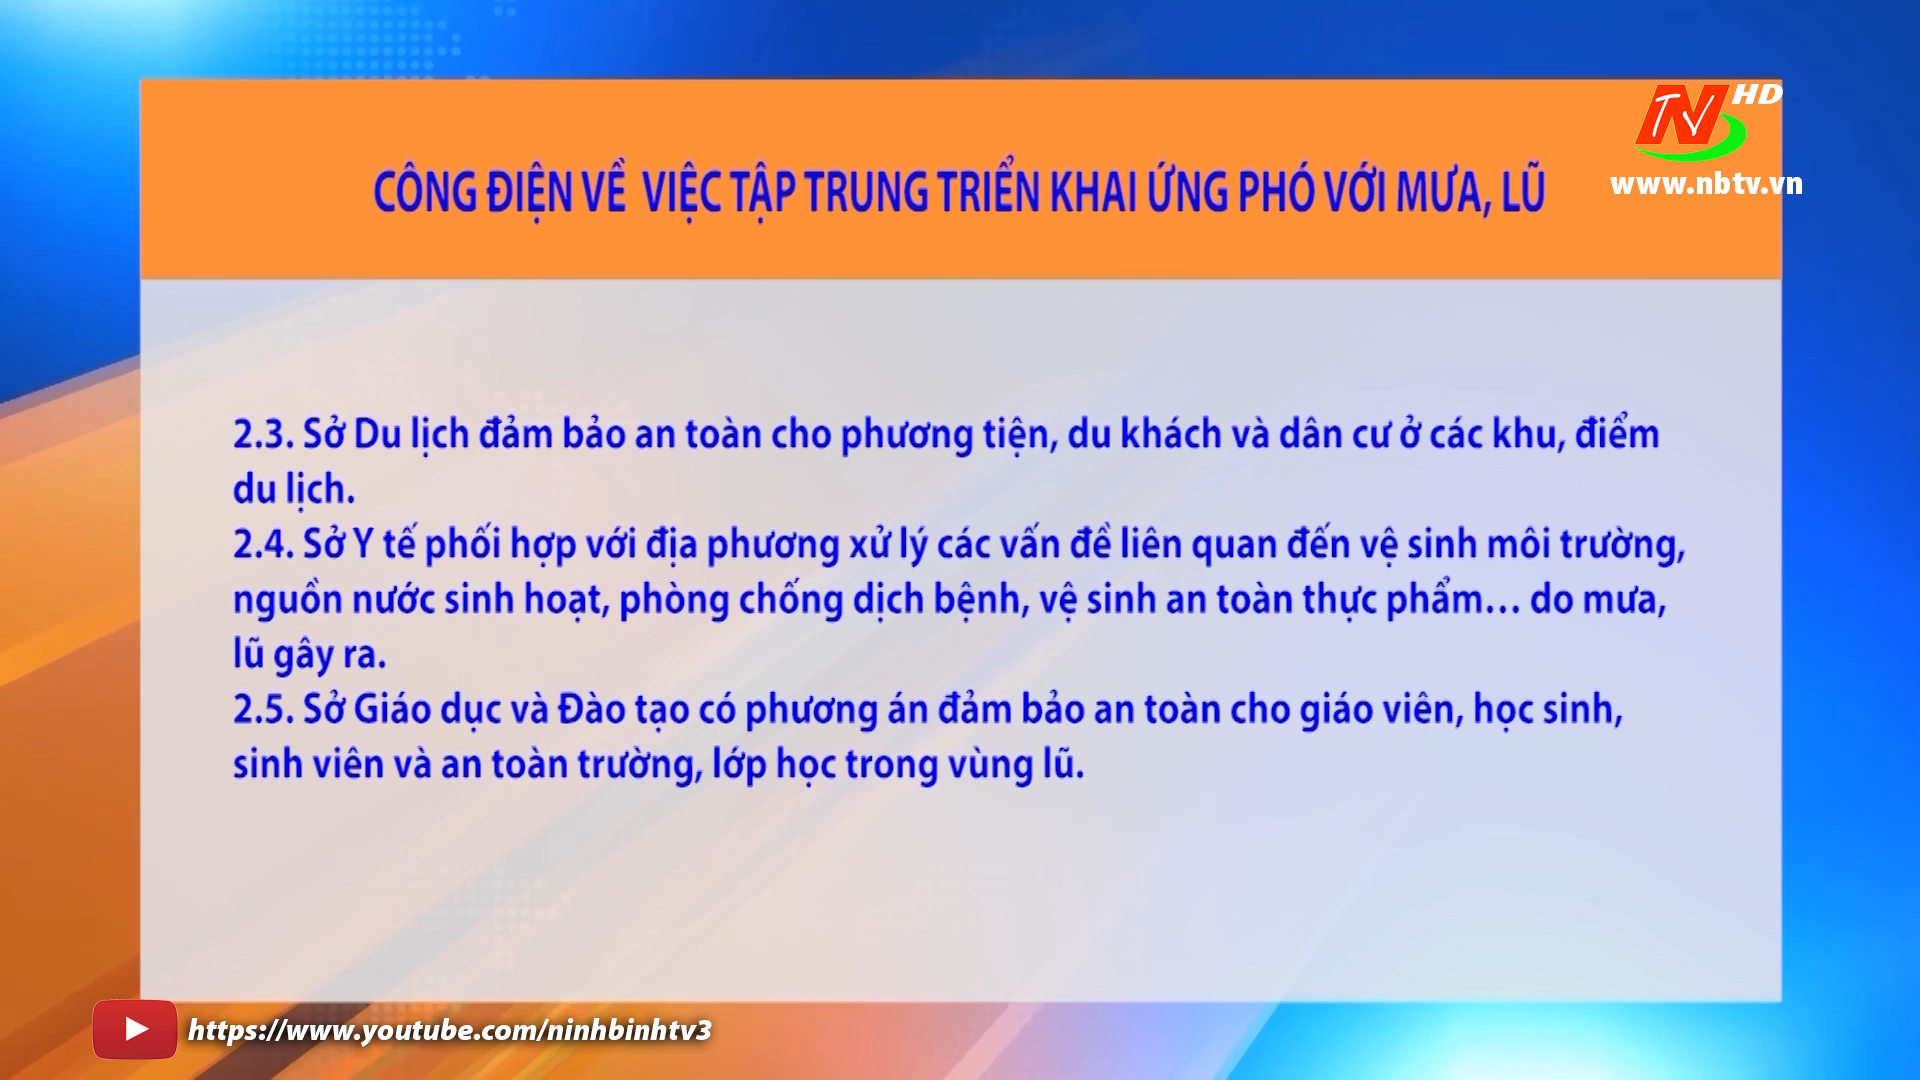 NTV HD
www.nbtv.vn
CÔNG ĐIỆN VỀ VIỆC TẬP TRUNG TRIỂN KHAI ỨNG PHÓ VỚI MƯA, LŨ
2.3. Sở Du lịch đảm bảo an toàn cho phương tiện, du khách và dân cư ở các khu, điểm
du lịch.
2.4. Sở Y tế phối hợp với địa phương xử lý các vấn đề liên quan đến vệ sinh môi trường,
nguồn nước sinh hoạt, phòng chống dịch bệnh, vệ sinh an toàn thực phẩm... do mưa,
lũ gây ra.
2.5. Sở Giáo dục và Đào tạo có phương án đảm bảo an toàn cho giáo viên, học sinh,
sinh viên và an toàn trường, lớp học trong vùng lũ.
https://www.youtube.com/ninhbinhtv3